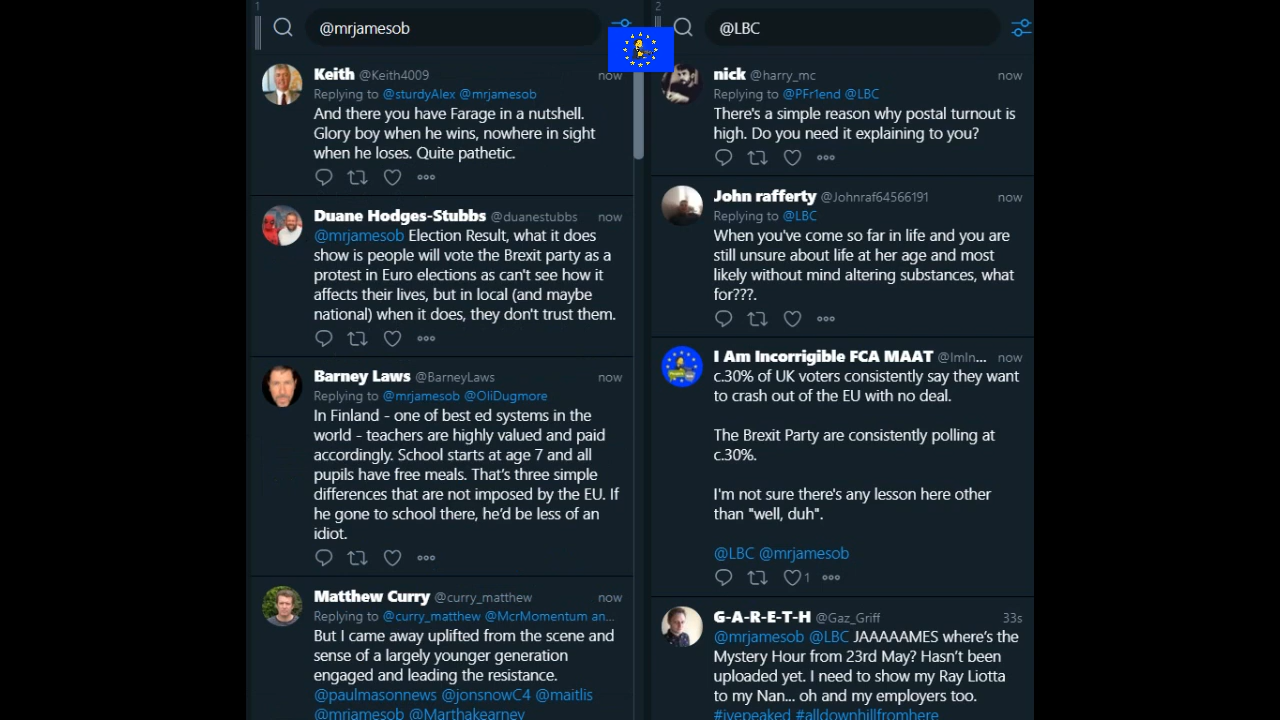 1
@mrjamesob
Keith @Keith4009 now
Replying to @sturdyAlex @mrjamesob
And there you have Farage in a nutshell.
Glory boy when he wins, nowhere in sight
when he loses. Quite pathetic.
Duane Hodges-Stubbs @duanestubbs now
@mrjamesob Election Result, what it does
show is people will vote the Brexit party as a
protest in Euro elections as can't see how it
affects their lives, but in local (and maybe
national) when it does, they don't trust them.
Barney Laws @BarneyLaws now
Replying to @mrjamesob @OliDugmore
In Finland - one of best ed systems in the
world - teachers are highly valued and paid
accordingly. School starts at age 7 and all
pupils have free meals. That's three simple
differences that are not imposed by the EU. If
he gone to school there, he'd be less of an
idiot.
Matthew Curry @curry_matthew now
Replying to @curry_matthew @McrMomentum an...
But I came away uplifted from the scene and
sense of a largely younger generation
engaged and leading the resistance.
@paulmasonnews @jonsnowC4 @maitlis
@mrjamesob @Marthakearney
2
@LBC
nick @harry_mc now
Replying to @PFr1end @LBC
There's a simple reason why postal turnout is
high. Do you need it explaining to you?
John rafferty @Johnraf64566191 now
Replying to @LBC
When you've come so far in life and you are
still unsure about life at her age and most
likely without mind altering substances, what
for???.
I Am Incorrigible FCA MAAT @ImIn... now
c.30% of UK voters consistently say they want
to crash out of the EU with no deal.
The Brexit Party are consistently polling at
c.30%.
I'm not sure there's any lesson here other
than "well, duh".
@LBC @mrjamesob
1
G-A-R-E-T-H @Gaz_Griff 33s
@mrjamesob @LBC JAAAAAMES where's the
Mystery Hour from 23rd May? Hasn't been
uploaded yet. I need to show my Ray Liotta
to my Nan... oh and my employers too.
#ivepeaked #alldownhillfromhere